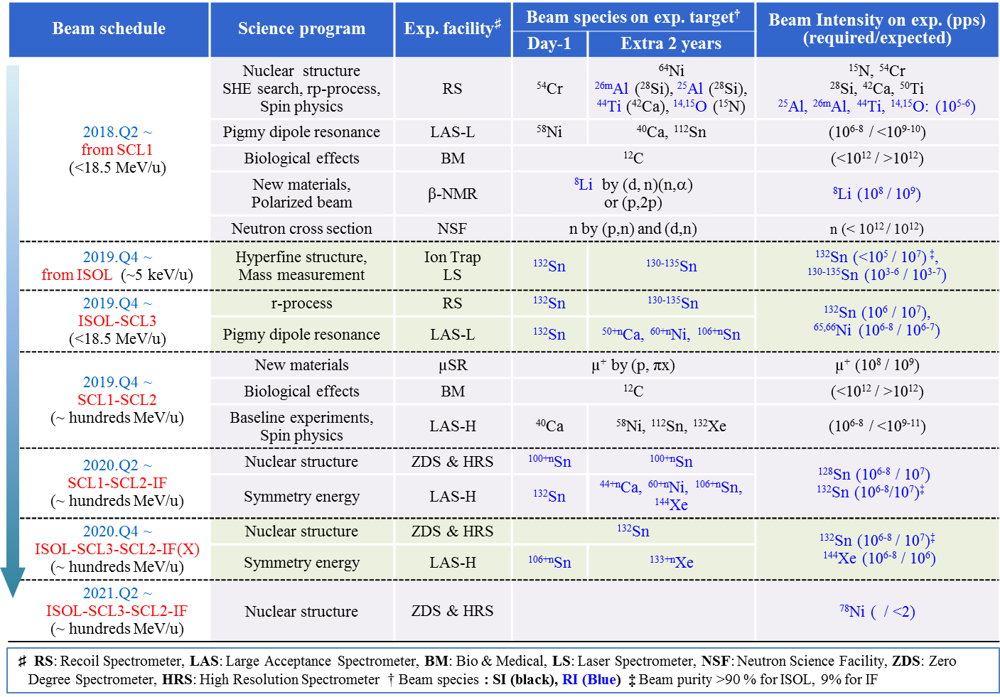 Beam schedule
Science program
Exp. facility♯
Beam species on exp. target†
Day-1
Extra 2 years
Beam Intensity on exp. (pps)
(required/expected)
2018.Q2 ~
from SCL1
(<18.5 MeV/u)
Nuclear structure
SHE search, rp-process,
Spin physics
RS
⁵⁴Cr
⁶⁴Ni
²⁶ᵐAl (²⁸Si), ²⁵Al (²⁸Si),
⁴⁴Ti (⁴²Ca), ¹⁴,¹⁵O (¹⁵N)
¹⁵N, ⁵⁴Cr
²⁸Si, ⁴²Ca, ⁵⁰Ti
²⁵Al, ²⁶ᵐAl, ⁴⁴Ti, ¹⁴,¹⁵O: (10⁵⁻⁶)
Pigmy dipole resonance
LAS-L
⁵⁸Ni
⁴⁰Ca, ¹¹²Sn
(10⁶⁻⁸ / <10⁹⁻¹⁰)
Biological effects
BM
¹²C
(<10¹² / >10¹²)
New materials,
Polarized beam
β-NMR
⁸Li by (d, n)(n,α)
or (p,2p)
⁸Li (10⁸ / 10⁹)
Neutron cross section
NSF
n by (p,n) and (d,n)
n (< 10¹² / 10¹²)
2019.Q4 ~
from ISOL (~5 keV/u)
Hyperfine structure,
Mass measurement
Ion Trap
LS
¹³²Sn
¹³⁰⁻¹³⁵Sn
¹³²Sn (<10⁵ / 10⁷) ‡,
¹³⁰⁻¹³⁵Sn (10³⁻⁶ / 10³⁻⁷)
2019.Q4 ~
ISOL-SCL3
(<18.5 MeV/u)
r-process
RS
¹³²Sn
¹³⁰⁻¹³⁵Sn
¹³²Sn (10⁶ / 10⁷),
⁶⁵,⁶⁶Ni (10⁶⁻⁸ / 10⁶⁻⁷)
Pigmy dipole resonance
LAS-L
¹³²Sn
⁵⁰⁺ⁿCa, ⁶⁰⁺ⁿNi, ¹⁰⁶⁺ⁿSn
2019.Q4 ~
SCL1-SCL2
(~ hundreds MeV/u)
New materials
μSR
μ⁺ by (p, πx)
μ⁺ (10⁸ / 10⁹)
Biological effects
BM
¹²C
(<10¹² / >10¹²)
Baseline experiments,
Spin physics
LAS-H
⁴⁰Ca
⁵⁸Ni, ¹¹²Sn, ¹³²Xe
(10⁶⁻⁸ / <10⁹⁻¹¹)
2020.Q2 ~
SCL1-SCL2-IF
(~ hundreds MeV/u)
Nuclear structure
ZDS & HRS
¹⁰⁰⁺ⁿSn
¹⁰⁰⁺ⁿSn
¹²⁸Sn (10⁶⁻⁸ / 10⁷)
¹³²Sn (10⁶⁻⁸/10⁷)‡
Symmetry energy
LAS-H
¹³²Sn
⁴⁴⁺ⁿCa, ⁶⁰⁺ⁿNi, ¹⁰⁶⁺ⁿSn,
¹⁴⁴Xe
2020.Q4 ~
ISOL-SCL3-SCL2-IF(X)
(~ hundreds MeV/u)
Nuclear structure
ZDS & HRS
¹³²Sn
¹³²Sn (10⁶⁻⁸ / 10⁷)‡
¹⁴⁴Xe (10⁶⁻⁸ / 10⁶)
Symmetry energy
LAS-H
¹⁰⁶⁺ⁿSn
¹³³⁺ⁿXe
2021.Q2 ~
ISOL-SCL3-SCL2-IF
(~ hundreds MeV/u)
Nuclear structure
ZDS & HRS
⁷⁸Ni ( / <2)
♯ RS: Recoil Spectrometer, LAS: Large Acceptance Spectrometer, BM: Bio & Medical, LS: Laser Spectrometer, NSF: Neutron Science Facility, ZDS: Zero
Degree Spectrometer, HRS: High Resolution Spectrometer † Beam species : SI (black), RI (Blue) ‡ Beam purity >90 % for ISOL, 9% for IF